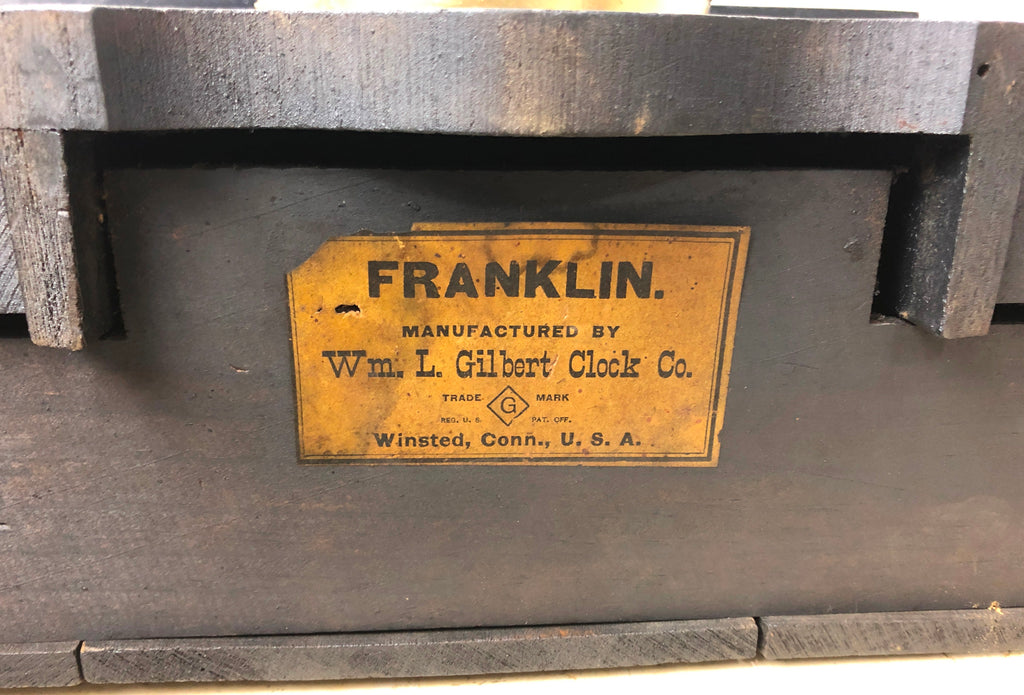 FRANKLIN.
MANUFACTURED BY
Wm. L. Gilbert Clock Co.
TRADE G MARK
REG. U. S. PAT. OFF.
Winsted, Conn., U. S. A.